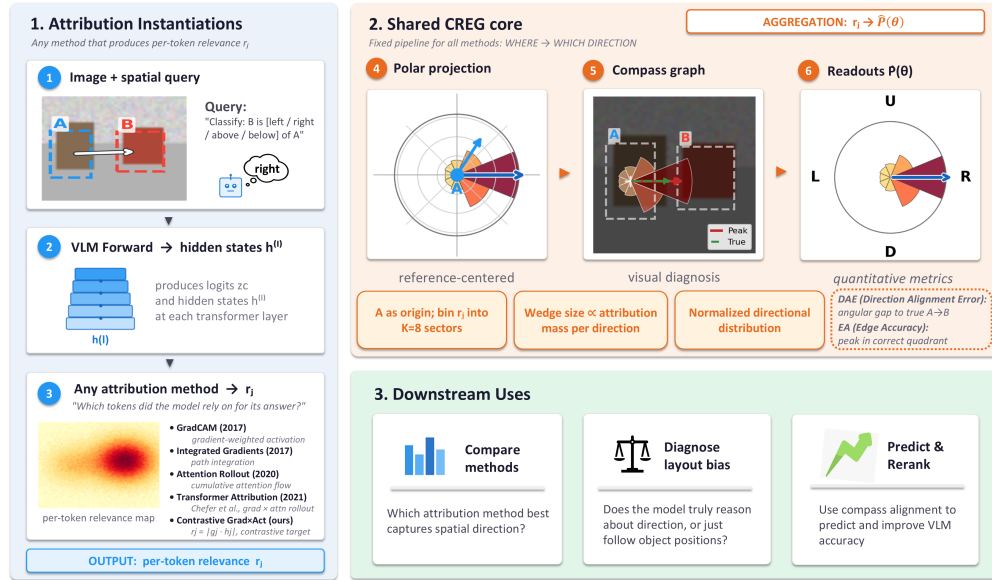 1. Attribution Instantiations
Any method that produces per-token relevance rⱼ
1
Image + spatial query
A
B
Query:
"Classify: B is [left / right
/ above / below] of A"
right
2
VLM Forward → hidden states h⁽ˡ⁾
produces logits zc
and hidden states h⁽ˡ⁾
at each transformer layer
h(l)
3
Any attribution method → rⱼ
"Which tokens did the model rely on for its answer?"
• GradCAM (2017)
gradient-weighted activation
• Integrated Gradients (2017)
path integration
• Attention Rollout (2020)
cumulative attention flow
• Transformer Attribution (2021)
Chefer et al., grad × attn rollout
• Contrastive Grad×Act (ours)
rj = |gj · hj|, contrastive target
per-token relevance map
OUTPUT: per-token relevance rⱼ
2. Shared CREG core
Fixed pipeline for all methods: WHERE → WHICH DIRECTION
AGGREGATION: rⱼ → P̂(θ)
4
Polar projection
A
reference-centered
A as origin; bin rⱼ into
K=8 sectors
5
Compass graph
A
B
Peak
True
visual diagnosis
Wedge size ∝ attribution
mass per direction
6
Readouts P(θ)
U
L
R
D
quantitative metrics
Normalized directional
distribution
DAE (Direction Alignment Error):
angular gap to true A→B
EA (Edge Accuracy):
peak in correct quadrant
3. Downstream Uses
Compare
methods
Which attribution method best
captures spatial direction?
Diagnose
layout bias
Does the model truly reason
about direction, or just
follow object positions?
Predict &
Rerank
Use compass alignment to
predict and improve VLM
accuracy